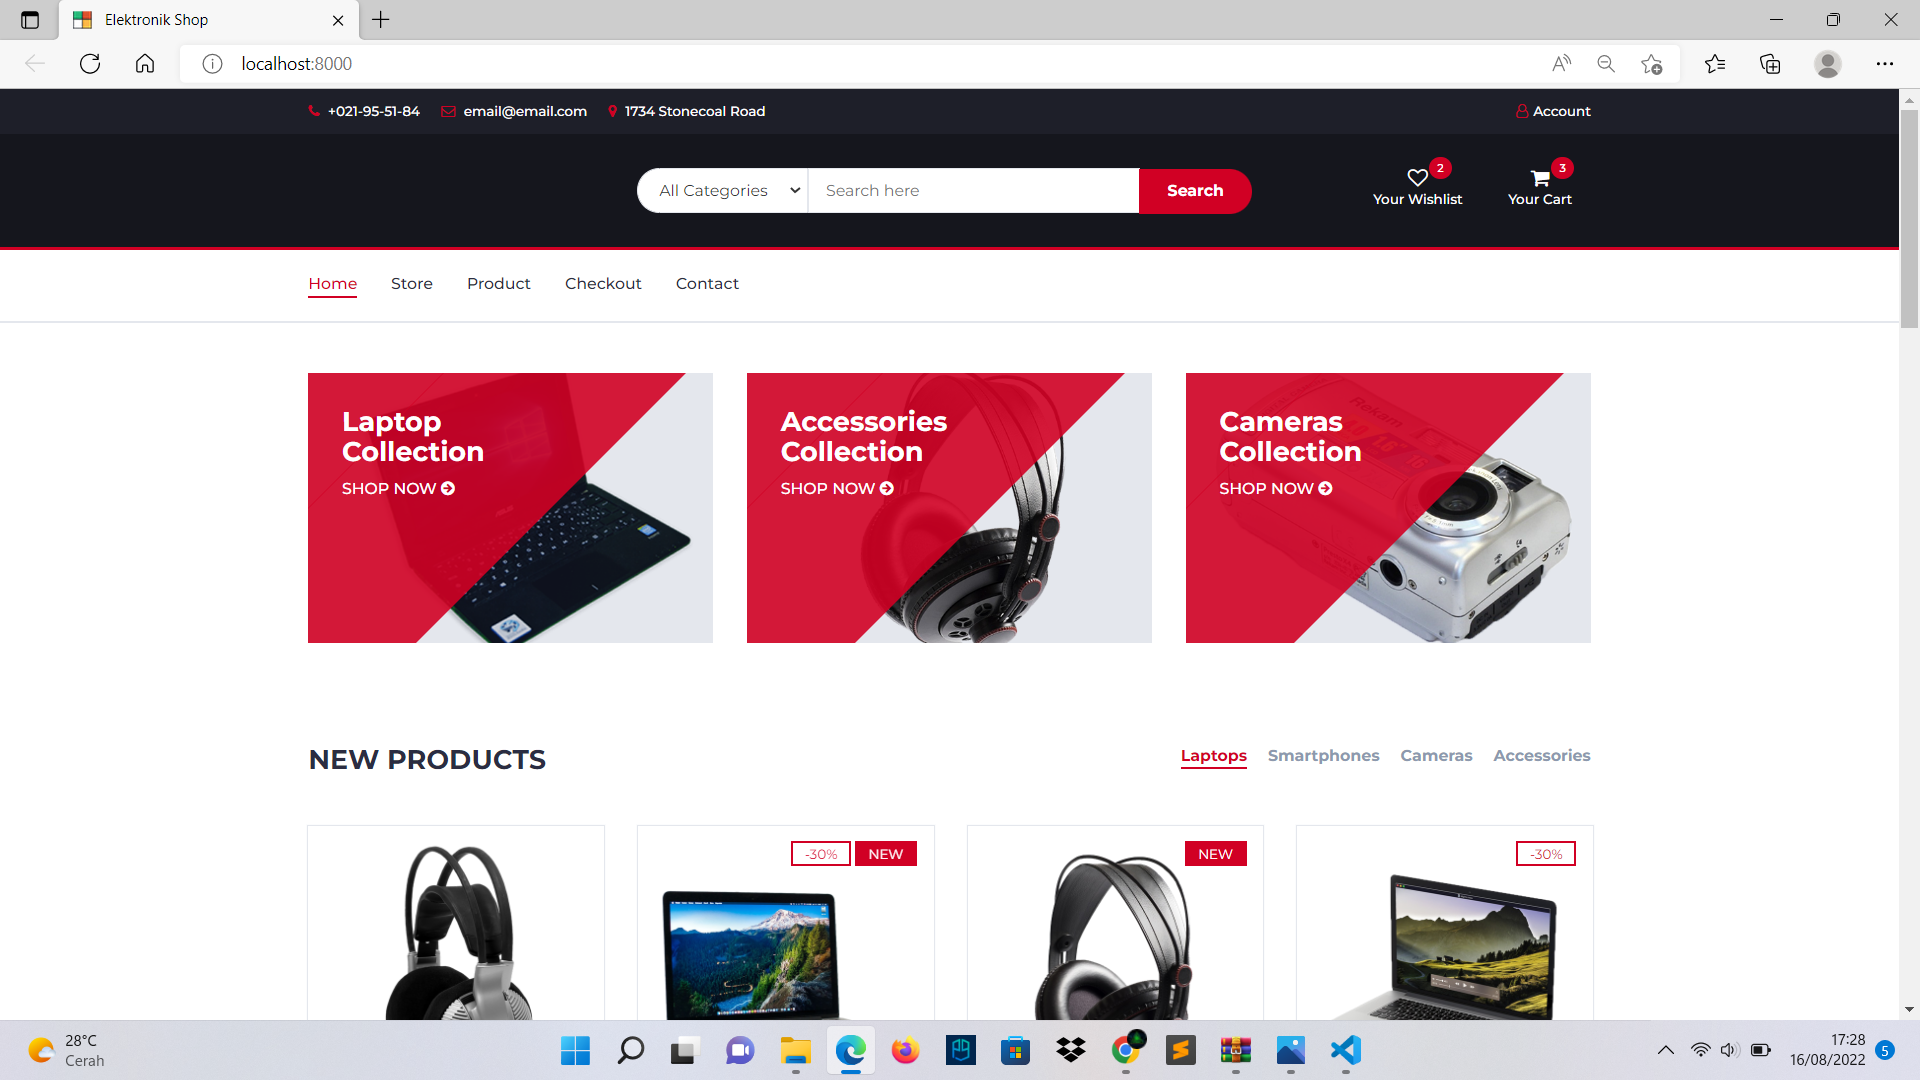 Elektronik Shop
localhost:8000
+021-95-51-84 email@email.com 1734 Stonecoal Road Account
All Categories Search here Search
2 3
Your Wishlist Your Cart
Home Store Product Checkout Contact
Laptop
Collection
SHOP NOW
Accessories
Collection
SHOP NOW
Cameras
Collection
SHOP NOW
Rekam
NEW PRODUCTS
Laptops Smartphones Cameras Accessories
-30% NEW
NEW
-30%
28°C
Cerah
17:28
16/08/2022
5